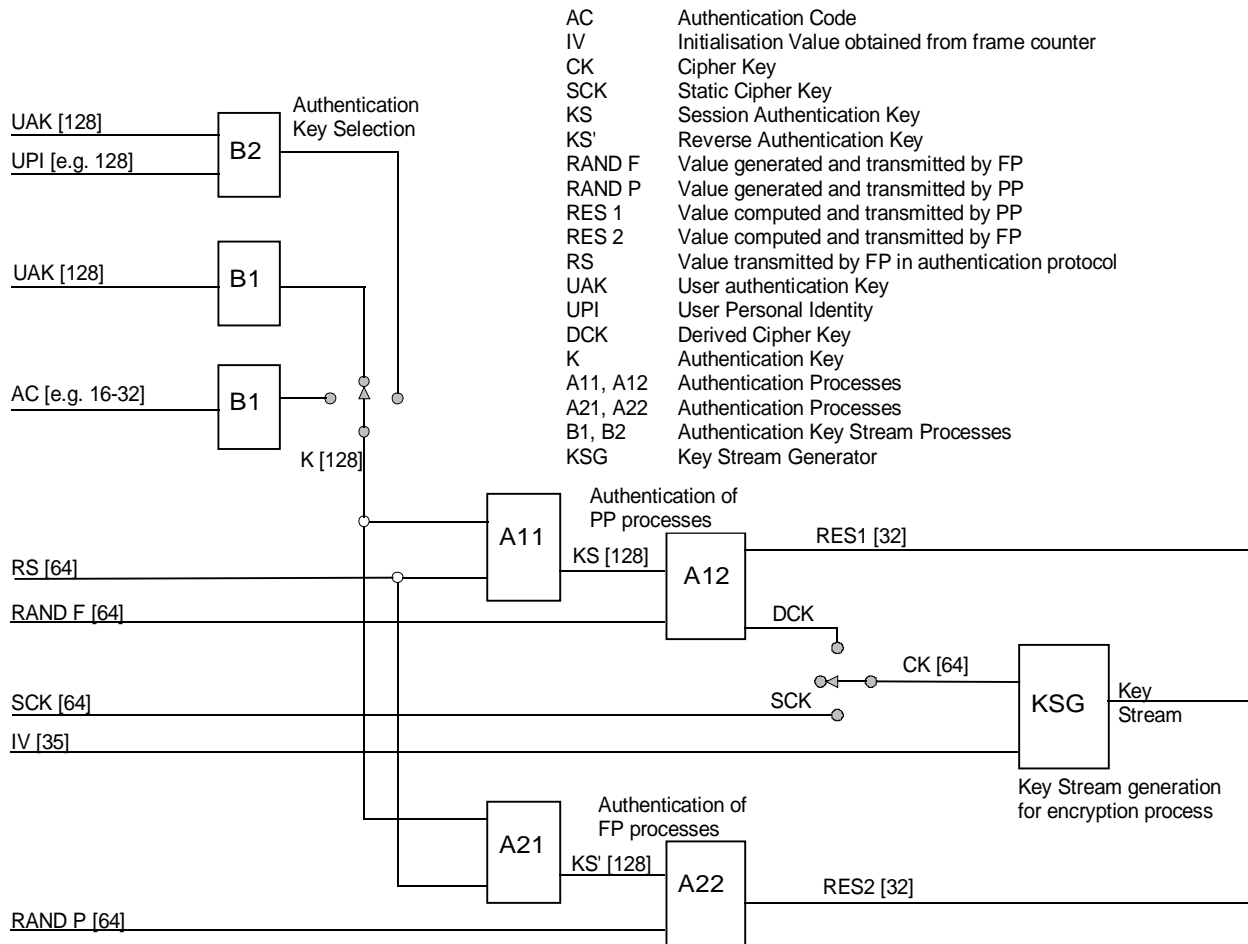 AC Authentication Code
IV Initialisation Value obtained from frame counter
CK Cipher Key
SCK Static Cipher Key
KS Session Authentication Key
KS' Reverse Authentication Key
RAND F Value generated and transmitted by FP
RAND P Value generated and transmitted by PP
RES 1 Value computed and transmitted by PP
RES 2 Value computed and transmitted by FP
RS Value transmitted by FP in authentication protocol
UAK User authentication Key
UPI User Personal Identity
DCK Derived Cipher Key
K Authentication Key
A11, A12 Authentication Processes
A21, A22 Authentication Processes
B1, B2 Authentication Key Stream Processes
KSG Key Stream Generator
Authentication
Key Selection
UAK [128]
UPI [e.g. 128]
B2
UAK [128]
B1
AC [e.g. 16-32]
B1
K [128]
Authentication of
PP processes
A11
KS [128]
A12
RES1 [32]
RS [64]
RAND F [64]
DCK
CK [64]
SCK [64]
SCK
KSG
Key
Stream
IV [35]
Key Stream generation
for encryption process
Authentication of
FP processes
A21
KS' [128]
A22
RES2 [32]
RAND P [64]